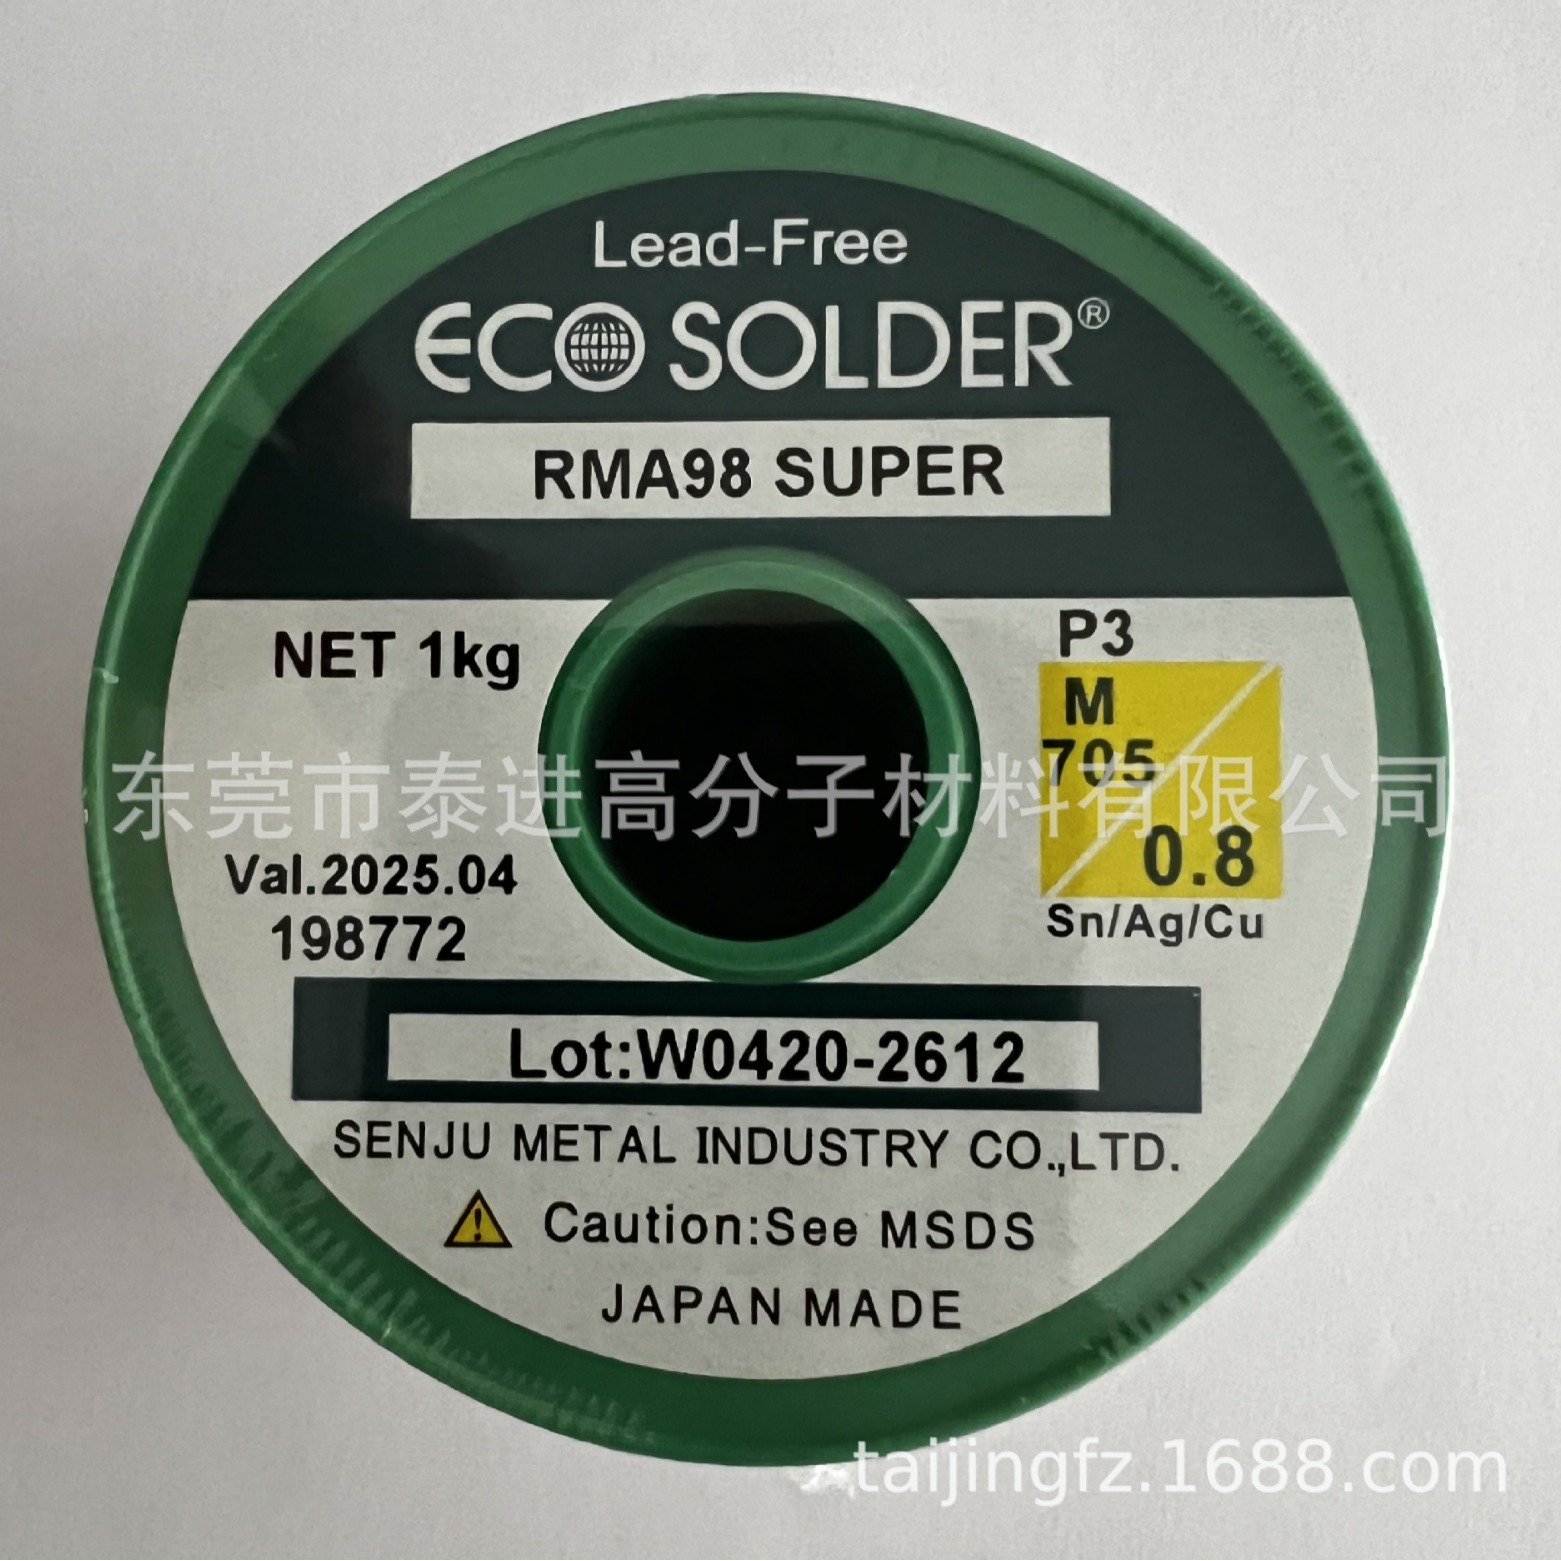 Lead-Free
ECO SOLDER®
RMA98 SUPER
NET 1kg
P3
M
705
0.8
Sn/Ag/Cu
东莞市泰进高分子材料有限公司
Val.2025.04
198772
Lot:W0420-2612
SENJU METAL INDUSTRY CO.,LTD.
Caution:See MSDS
JAPAN MADE
taijingfz.1688.com